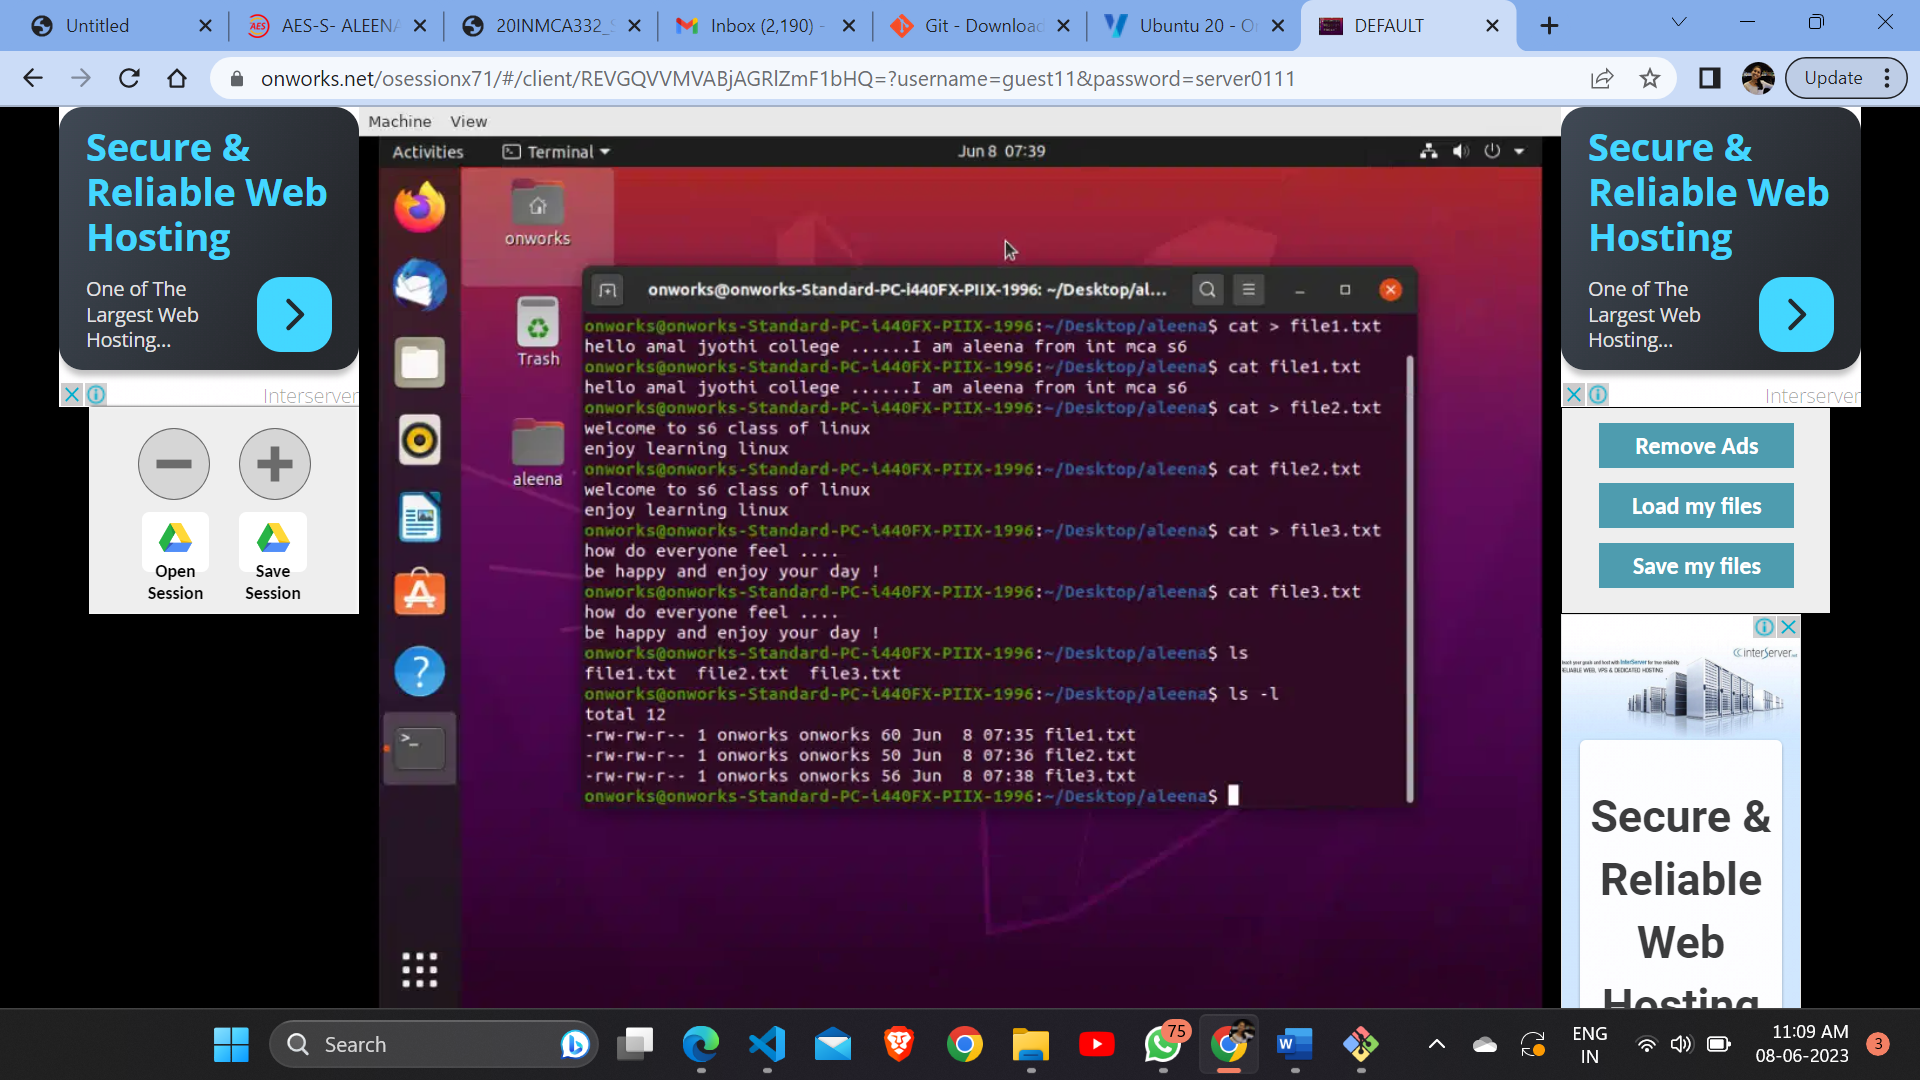 Untitled
AES-S- ALEENA
20INMCA332_S
Inbox (2,190) -
Git - Download
Ubuntu 20 - On
DEFAULT
onworks.net/osessionx71/#/client/REVGQVVMVABjAGRlZmF1bHQ=?username=guest11&password=server0111
Update
Secure &
Reliable Web
Hosting
One of The
Largest Web
Hosting...
Interserver
Open
Session
Save
Session
Machine View
Activities
Terminal
Jun 8 07:39
onworks
Trash
aleena
onworks@onworks-Standard-PC-i440FX-PIIX-1996: ~/Desktop/al...
onworks@onworks-Standard-PC-i440FX-PIIX-1996:~/Desktop/aleena$ cat > file1.txt
hello amal jyothi college ......I am aleena from int mca s6
onworks@onworks-Standard-PC-i440FX-PIIX-1996:~/Desktop/aleena$ cat file1.txt
hello amal jyothi college ......I am aleena from int mca s6
onworks@onworks-Standard-PC-i440FX-PIIX-1996:~/Desktop/aleena$ cat > file2.txt
welcome to s6 class of linux
enjoy learning linux
onworks@onworks-Standard-PC-i440FX-PIIX-1996:~/Desktop/aleena$ cat file2.txt
welcome to s6 class of linux
enjoy learning linux
onworks@onworks-Standard-PC-i440FX-PIIX-1996:~/Desktop/aleena$ cat > file3.txt
how do everyone feel ....
be happy and enjoy your day !
onworks@onworks-Standard-PC-i440FX-PIIX-1996:~/Desktop/aleena$ cat file3.txt
how do everyone feel ....
be happy and enjoy your day !
onworks@onworks-Standard-PC-i440FX-PIIX-1996:~/Desktop/aleena$ ls
file1.txt  file2.txt  file3.txt
onworks@onworks-Standard-PC-i440FX-PIIX-1996:~/Desktop/aleena$ ls -l
total 12
-rw-rw-r-- 1 onworks onworks 60 Jun  8 07:35 file1.txt
-rw-rw-r-- 1 onworks onworks 50 Jun  8 07:36 file2.txt
-rw-rw-r-- 1 onworks onworks 56 Jun  8 07:38 file3.txt
onworks@onworks-Standard-PC-i440FX-PIIX-1996:~/Desktop/aleena$
Secure &
Reliable Web
Hosting
One of The
Largest Web
Hosting...
Interserver
Remove Ads
Load my files
Save my files
InterServer
Secure &
Reliable
Web
Hosting
Search
75
ENG
IN
11:09 AM
08-06-2023
3